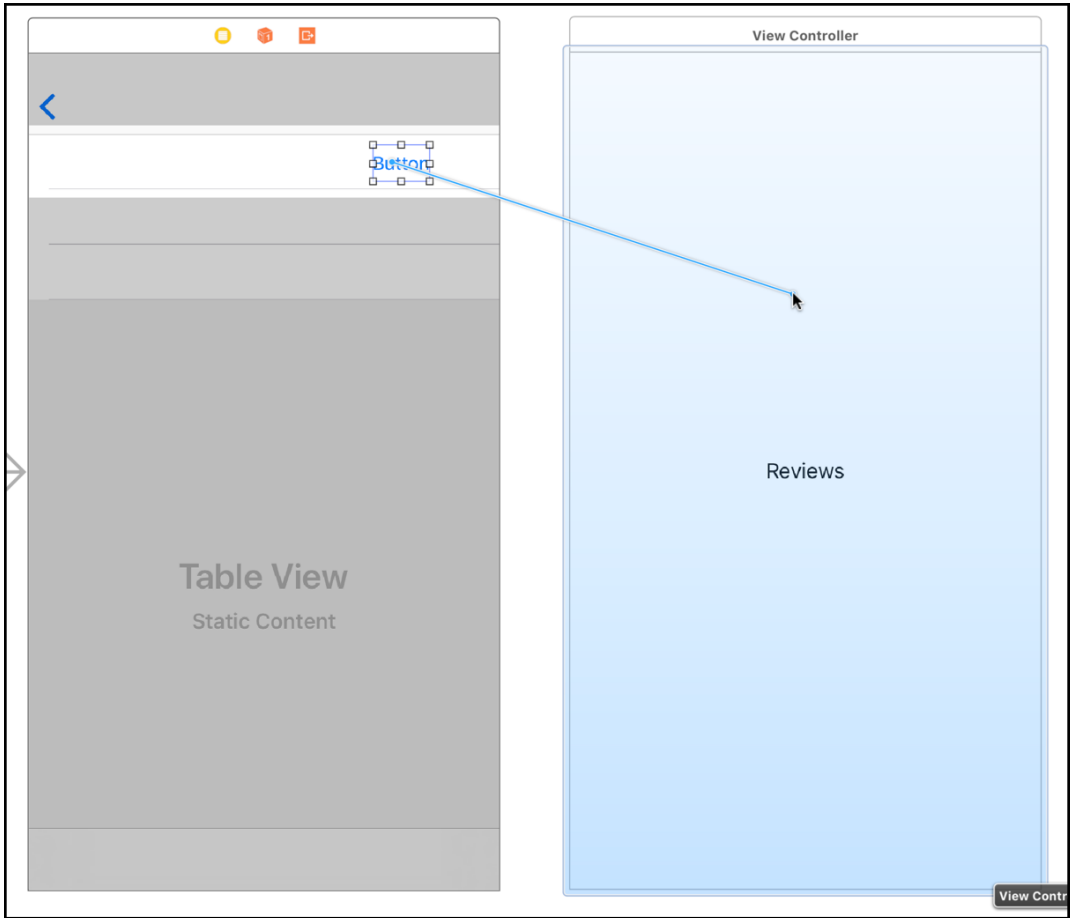 View Controller
Button
Reviews
Table View
Static Content
View Contr